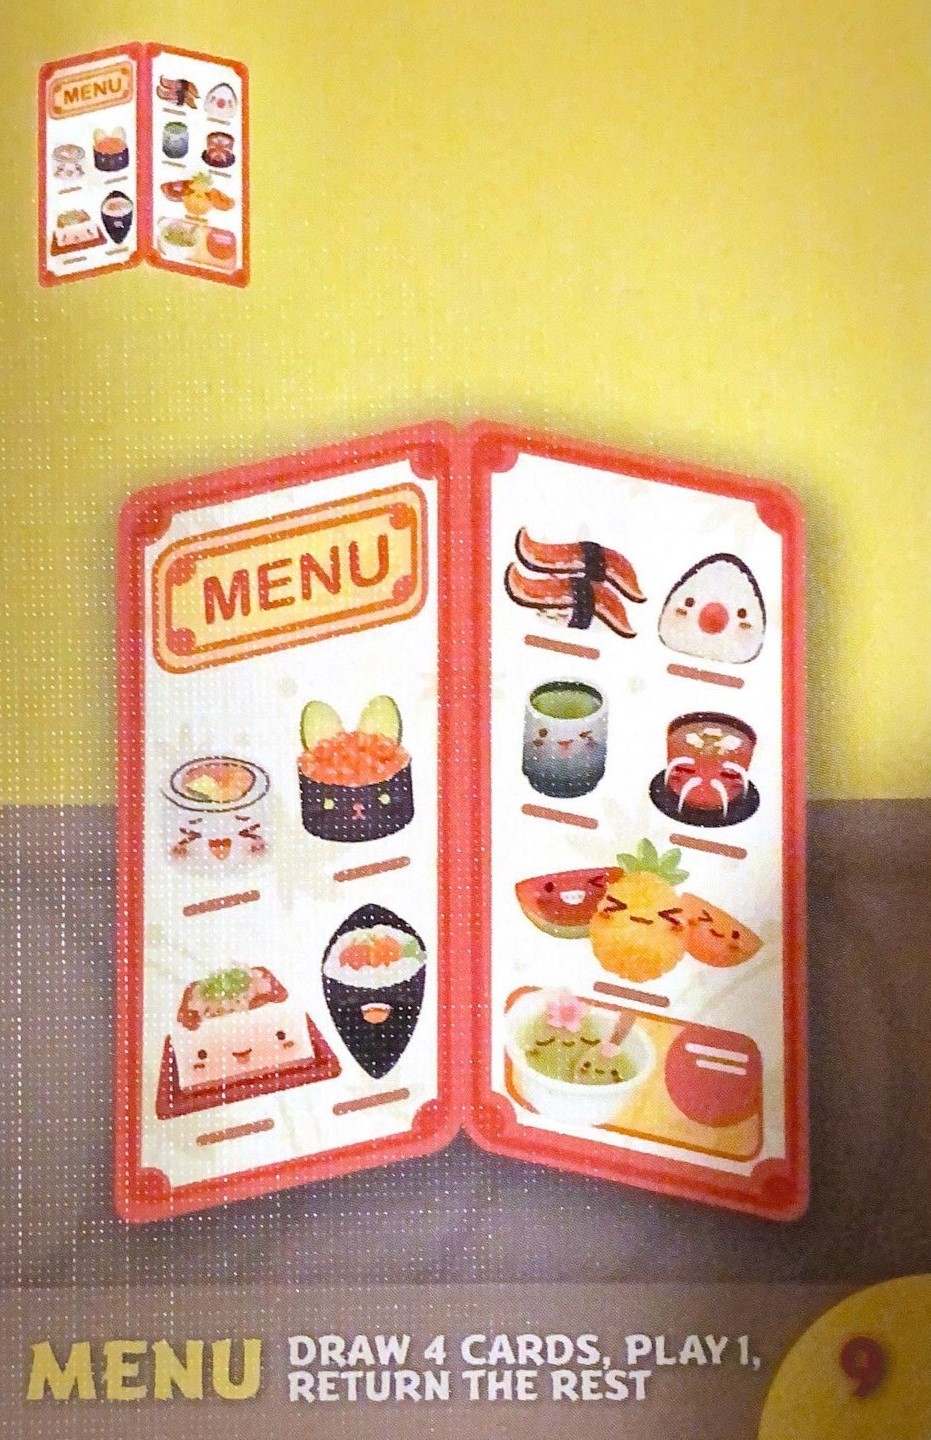 MENU
MENU
MENU
DRAW 4 CARDS, PLAY 1,
RETURN THE REST
9